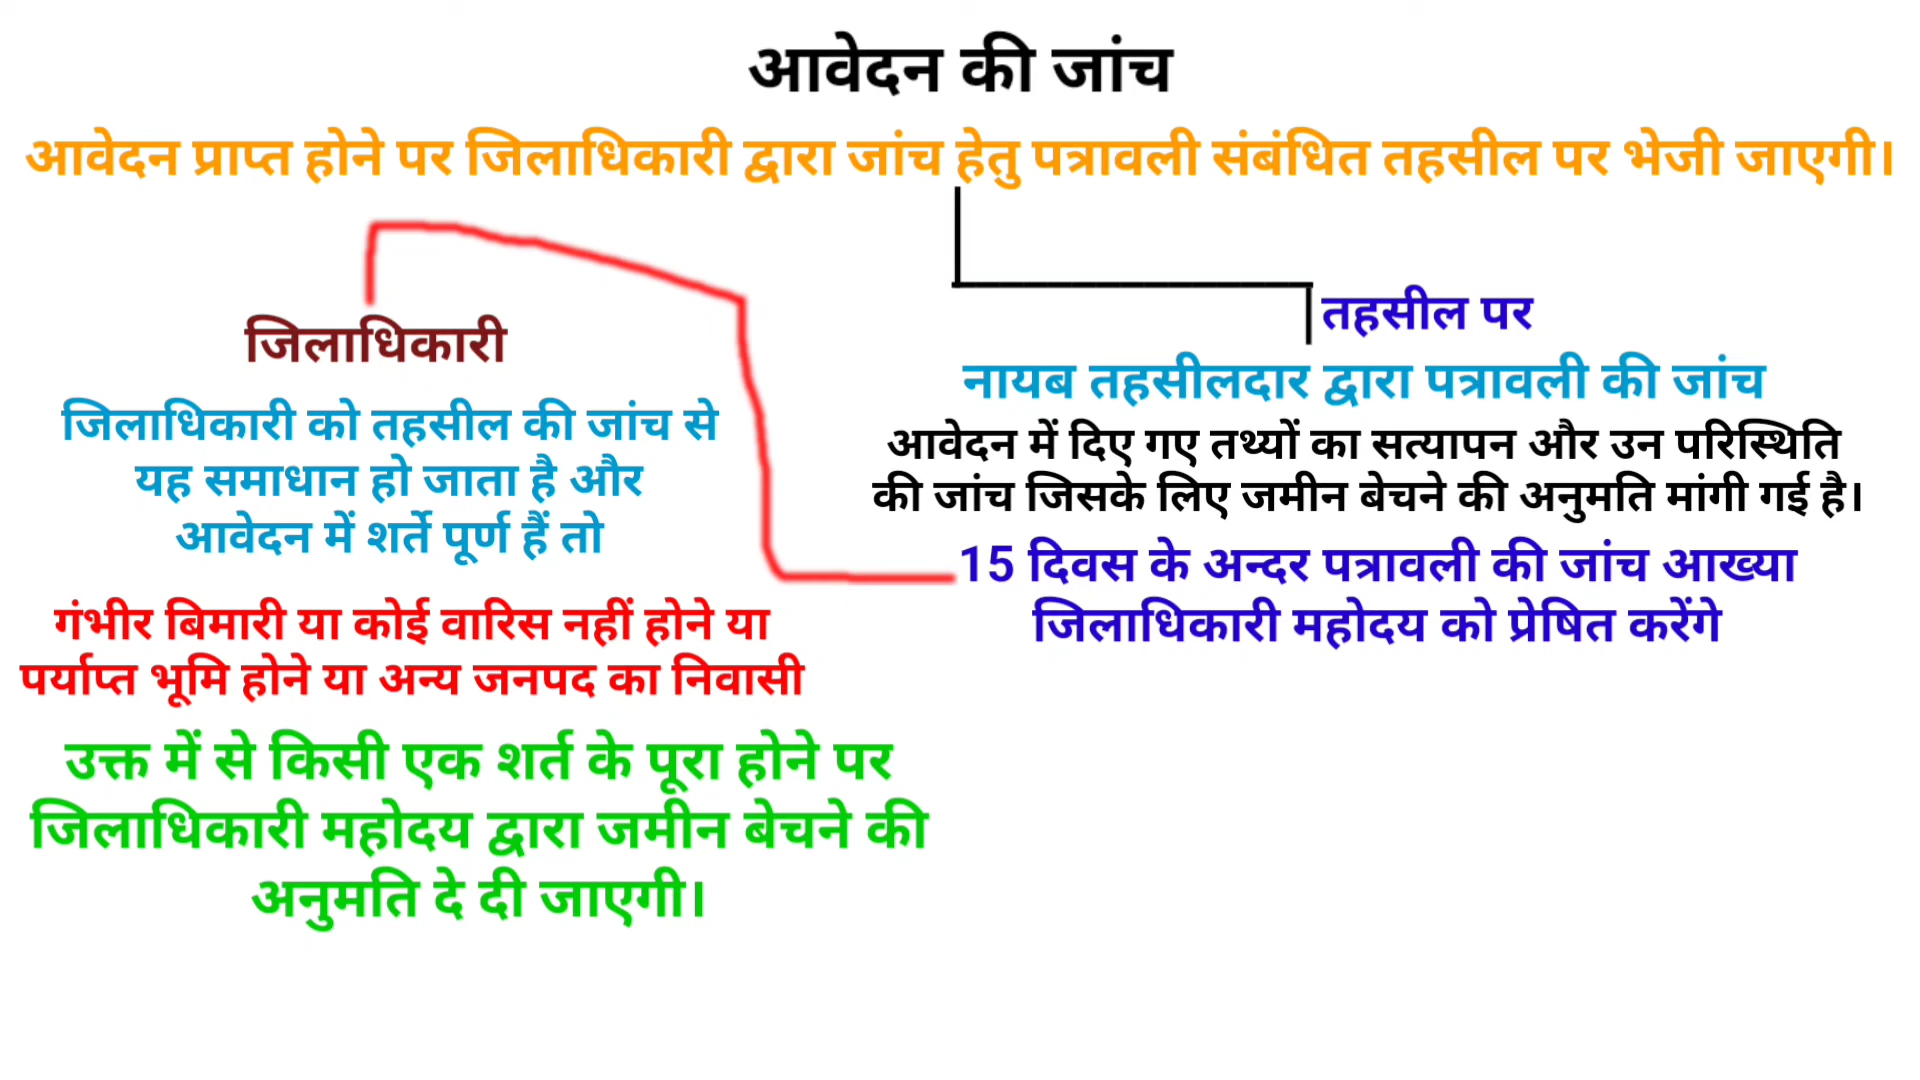 आवेदन की जांच
आवेदन प्राप्त होने पर जिलाधिकारी द्वारा जांच हेतु पत्रावली संबंधित तहसील पर भेजी जाएगी।
तहसील पर
नायब तहसीलदार द्वारा पत्रावली की जांच
आवेदन में दिए गए तथ्यों का सत्यापन और उन परिस्थिति
की जांच जिसके लिए जमीन बेचने की अनुमति मांगी गई है।
15 दिवस के अन्दर पत्रावली की जांच आख्या
जिलाधिकारी महोदय को प्रेषित करेंगे
जिलाधिकारी
जिलाधिकारी को तहसील की जांच से
यह समाधान हो जाता है और
आवेदन में शर्ते पूर्ण हैं तो
गंभीर बिमारी या कोई वारिस नहीं होने या
पर्याप्त भूमि होने या अन्य जनपद का निवासी
उक्त में से किसी एक शर्त के पूरा होने पर
जिलाधिकारी महोदय द्वारा जमीन बेचने की
अनुमति दे दी जाएगी।